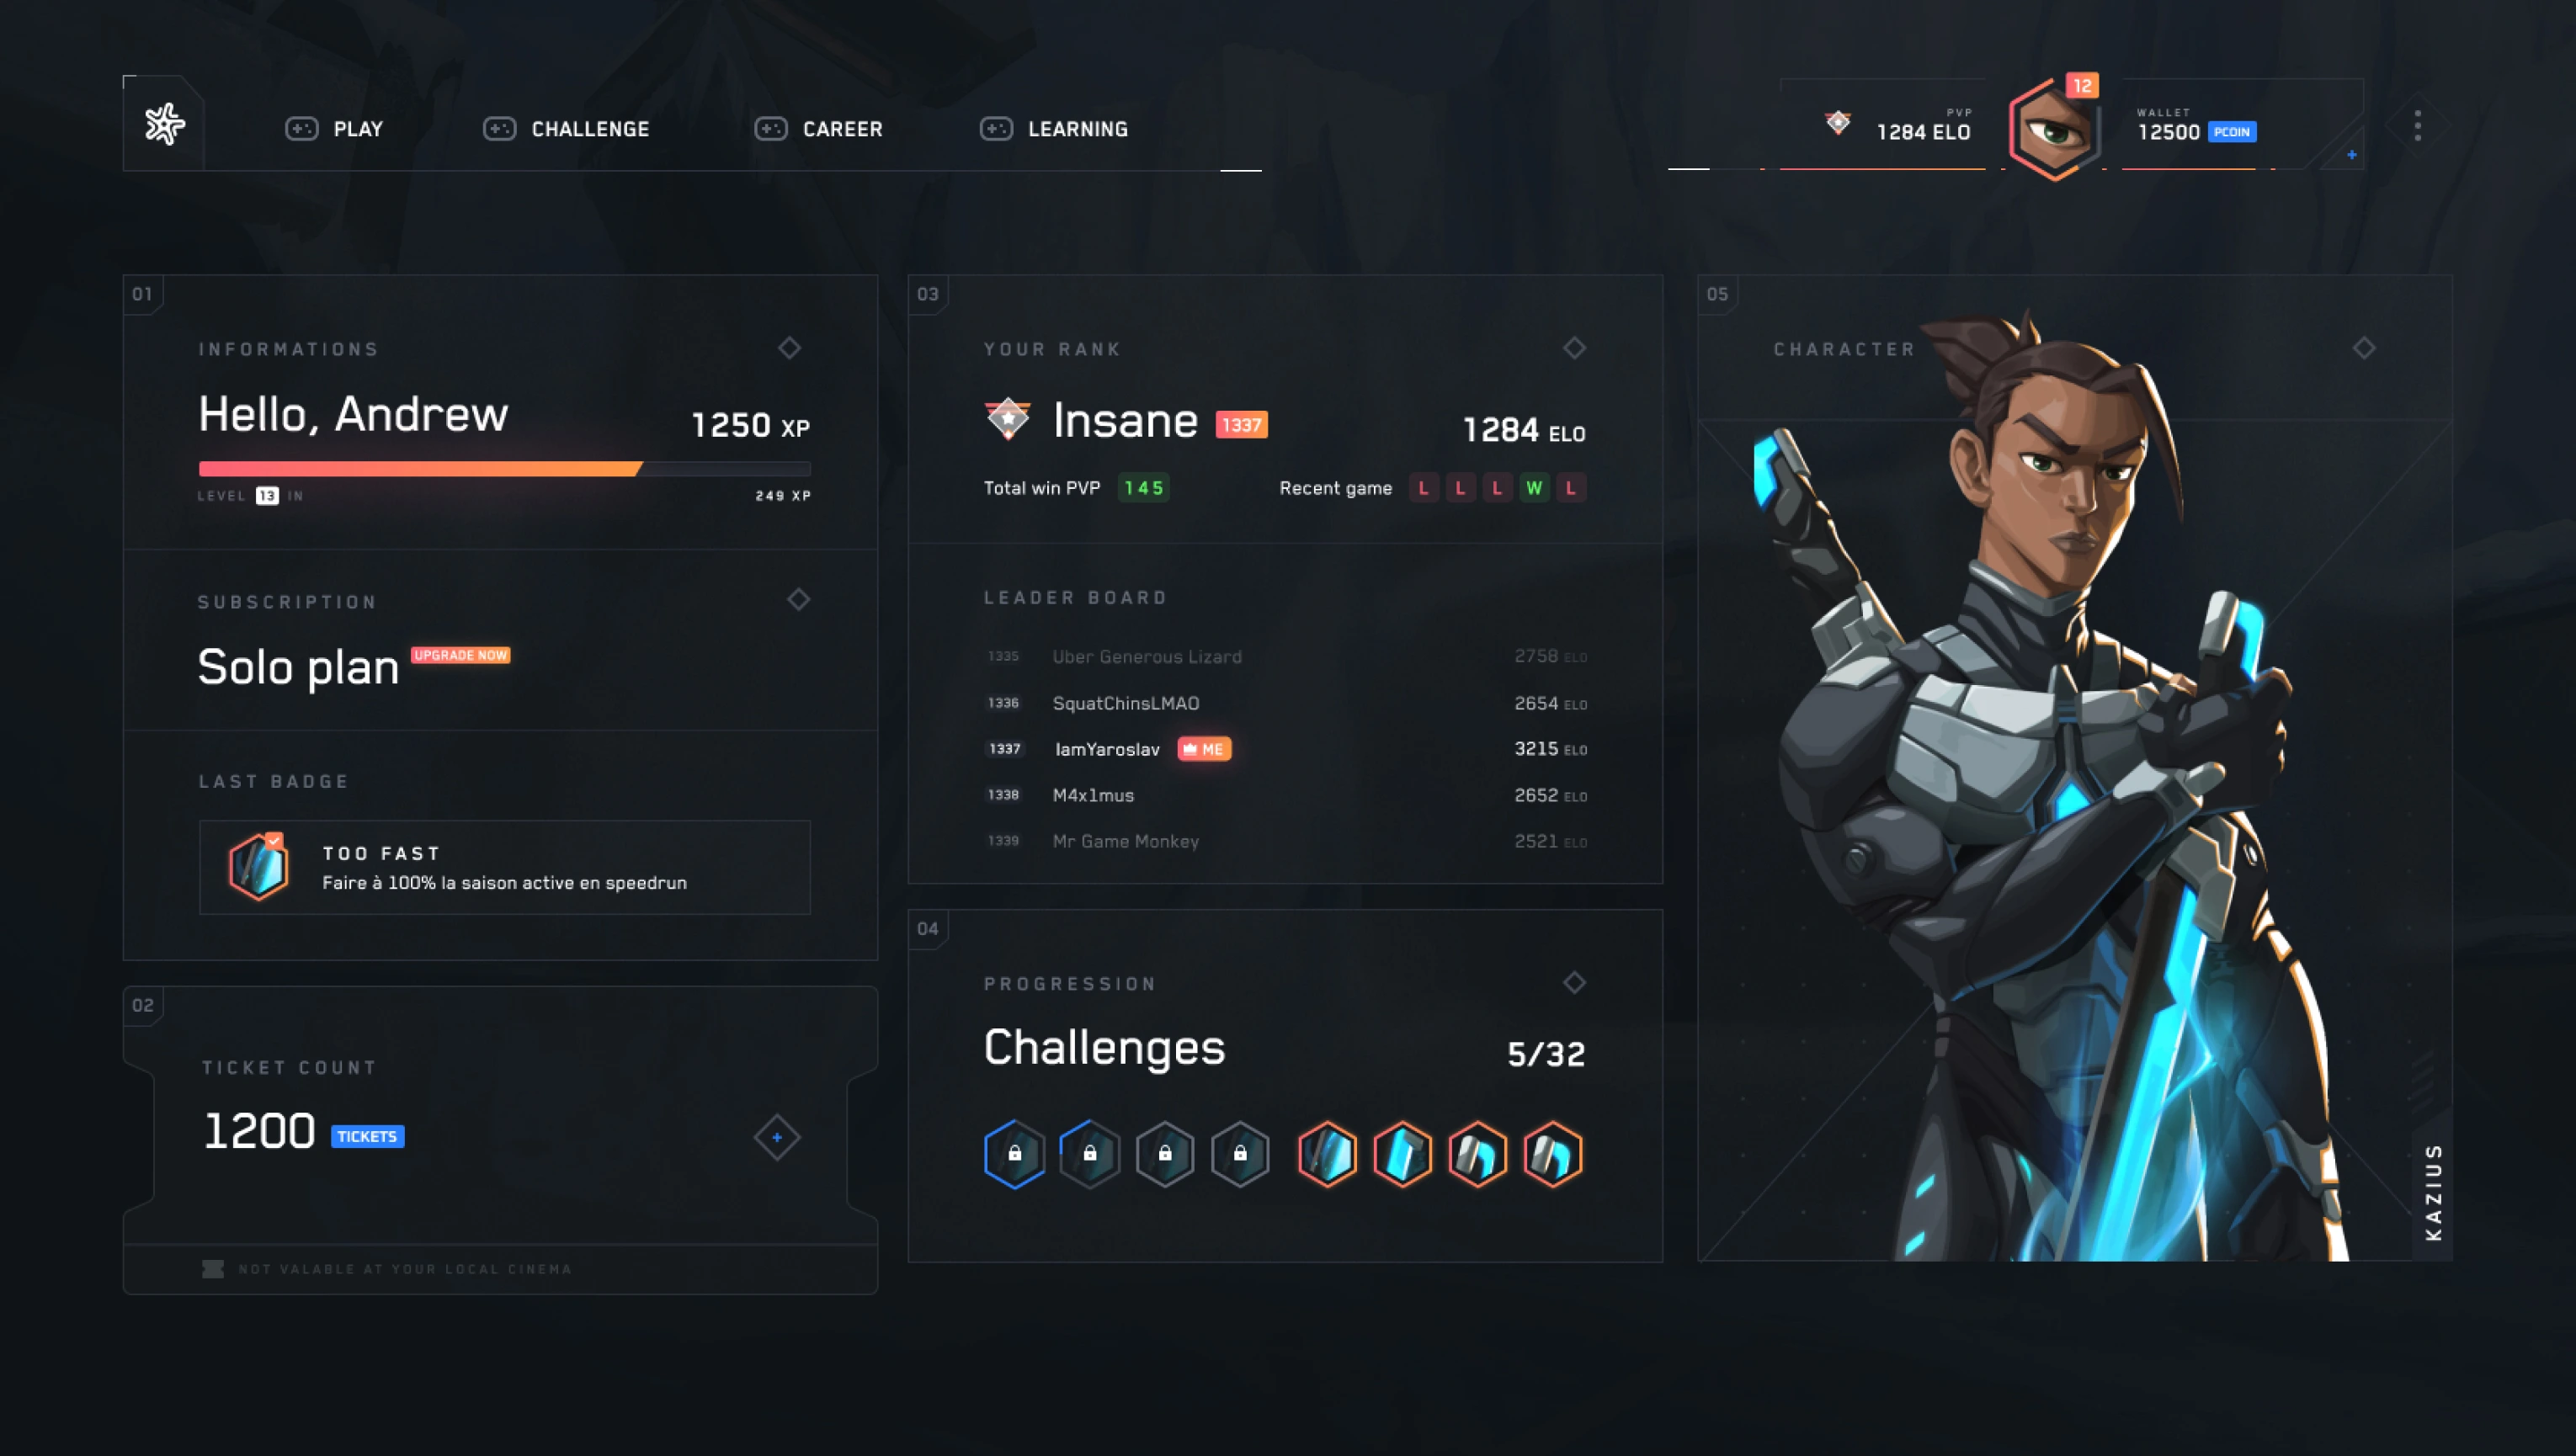 PLAY CHALLENGE CAREER LEARNING
PVP
1284 ELO
12
WALLET
12500 PCOIN
01
INFORMATIONS
Hello, Andrew 1250 XP
LEVEL 13 IN 249 XP
SUBSCRIPTION
Solo plan UPGRADE NOW
LAST BADGE
TOO FAST
Faire à 100% la saison active en speedrun
02
TICKET COUNT
1200 TICKETS
NOT VALABLE AT YOUR LOCAL CINEMA
03
YOUR RANK
Insane 1337 1284 ELO
Total win PVP 145 Recent game L L L W L
LEADER BOARD
1335 Uber Generous Lizard 2758 ELO
1336 SquatChinsLMAO 2654 ELO
1337 IamYaroslav ME 3215 ELO
1338 M4x1mus 2652 ELO
1339 Mr Game Monkey 2521 ELO
04
PROGRESSION
Challenges 5/32
05
CHARACTER
KAZIUS